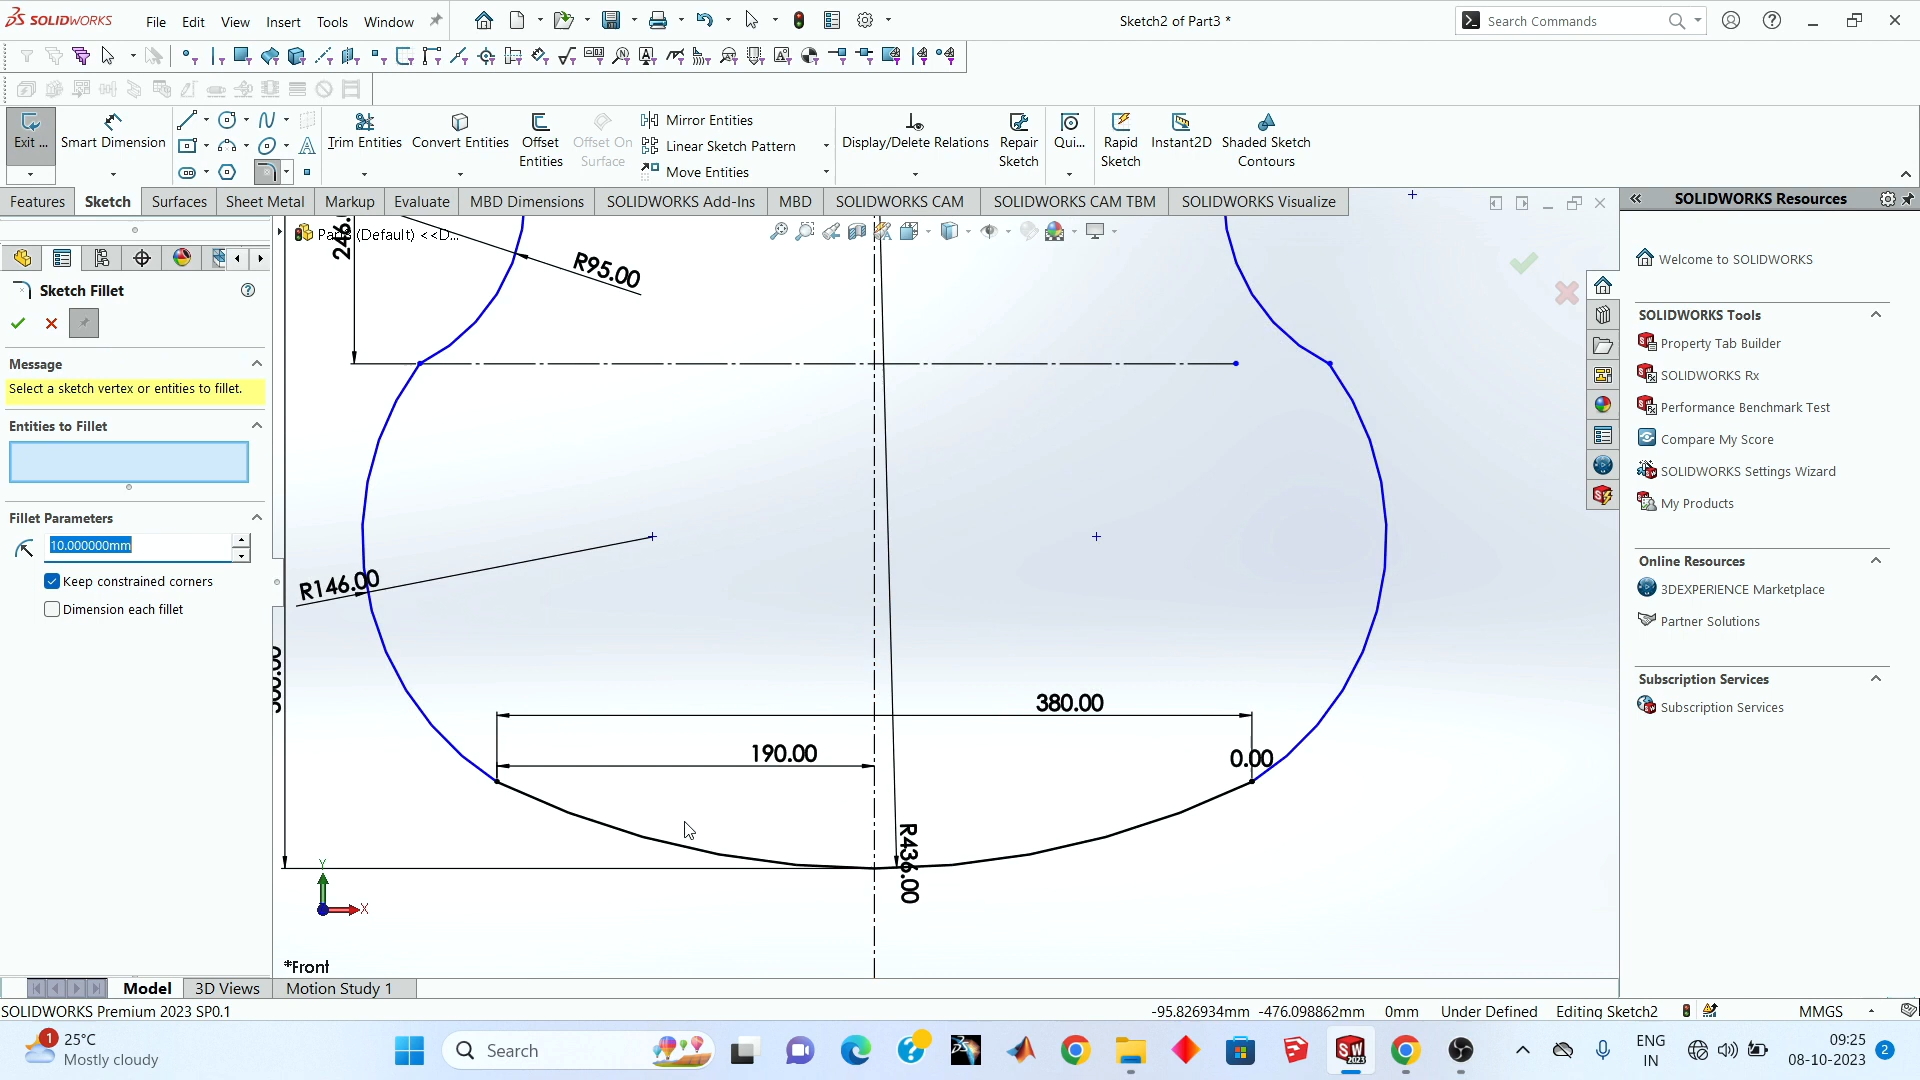 SOLIDWORKS
File Edit View Insert Tools Window
Sketch2 of Part3 *
Search Commands
Exit ...
Smart Dimension
Trim Entities
Convert Entities
Offset Entities
Offset On Surface
Mirror Entities
Linear Sketch Pattern
Move Entities
Display/Delete Relations
Repair Sketch
Qui...
Rapid Sketch
Instant2D
Shaded Sketch Contours
Features Sketch Surfaces Sheet Metal Markup Evaluate MBD Dimensions SOLIDWORKS Add-Ins MBD SOLIDWORKS CAM SOLIDWORKS CAM TBM SOLIDWORKS Visualize
SOLIDWORKS Resources
(Default) <<D...
Sketch Fillet
Message
Select a sketch vertex or entities to fillet.
Entities to Fillet
Fillet Parameters
10.000000mm
Keep constrained corners
Dimension each fillet
R95.00
R146.00
380.00
190.00
0.00
R436.00
Y
X
*Front
Welcome to SOLIDWORKS
SOLIDWORKS Tools
Property Tab Builder
SOLIDWORKS Rx
Performance Benchmark Test
Compare My Score
SOLIDWORKS Settings Wizard
My Products
Online Resources
3DEXPERIENCE Marketplace
Partner Solutions
Subscription Services
Subscription Services
Model 3D Views Motion Study 1
SOLIDWORKS Premium 2023 SP0.1
-95.826934mm -476.098862mm 0mm Under Defined Editing Sketch2
MMGS
1
25°C
Mostly cloudy
Search
SW
2023
ENG
IN
09:25
08-10-2023
2